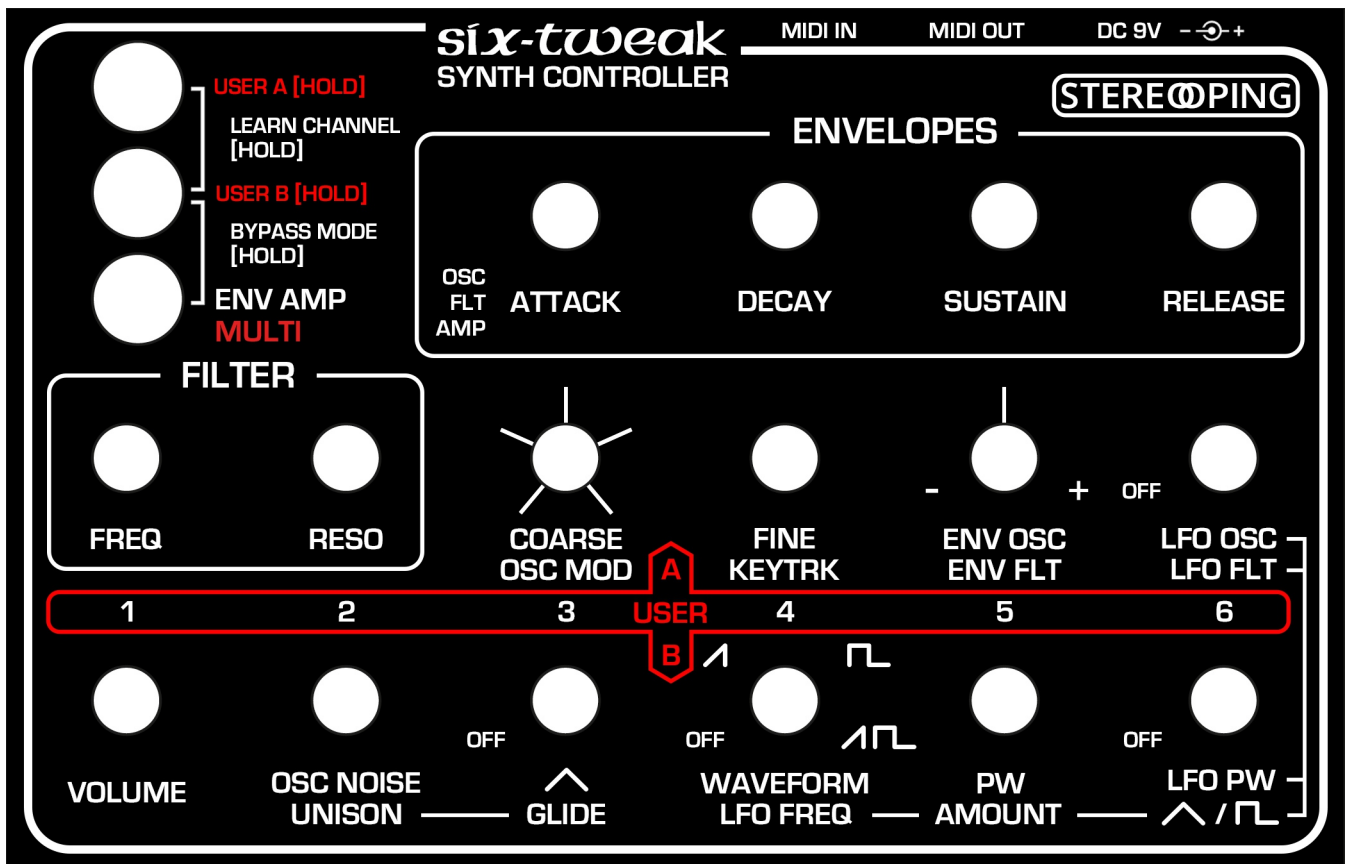 síx-tweak
SYNTH CONTROLLER
MIDI IN
MIDI OUT
DC 9V - +
STEREOOPING
USER A [HOLD]
LEARN CHANNEL
[HOLD]
USER B [HOLD]
BYPASS MODE
[HOLD]
ENV AMP
MULTI
ENVELOPES
OSC
FLT
AMP
ATTACK
DECAY
SUSTAIN
RELEASE
FILTER
FREQ
RESO
COARSE
OSC MOD
FINE
KEYTRK
- +
ENV OSC
ENV FLT
OFF
LFO OSC
LFO FLT
A
1 2 3 USER 4 5 6
B
VOLUME
OSC NOISE
UNISON
OFF
GLIDE
OFF
WAVEFORM
LFO FREQ
PW
AMOUNT
OFF
LFO PW
/